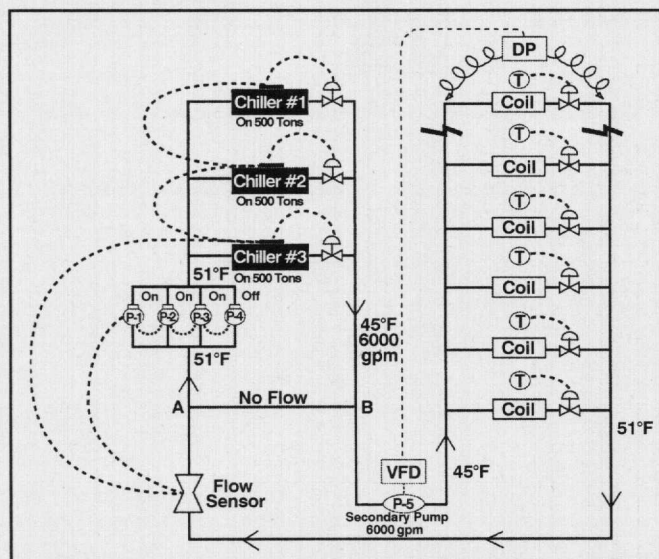 DP
Chiller #1
On 500 Tons
T
Coil
T
Coil
Chiller #2
On 500 Tons
T
Coil
Chiller #3
On 500 Tons
51°F
T
Coil
On On On Off
P-1 P-2 P-3 P-4
45°F
6000
gpm
T
Coil
51°F
T
Coil
A No Flow B
51°F
VFD
45°F
Flow
Sensor
P-5
Secondary Pump
6000 gpm